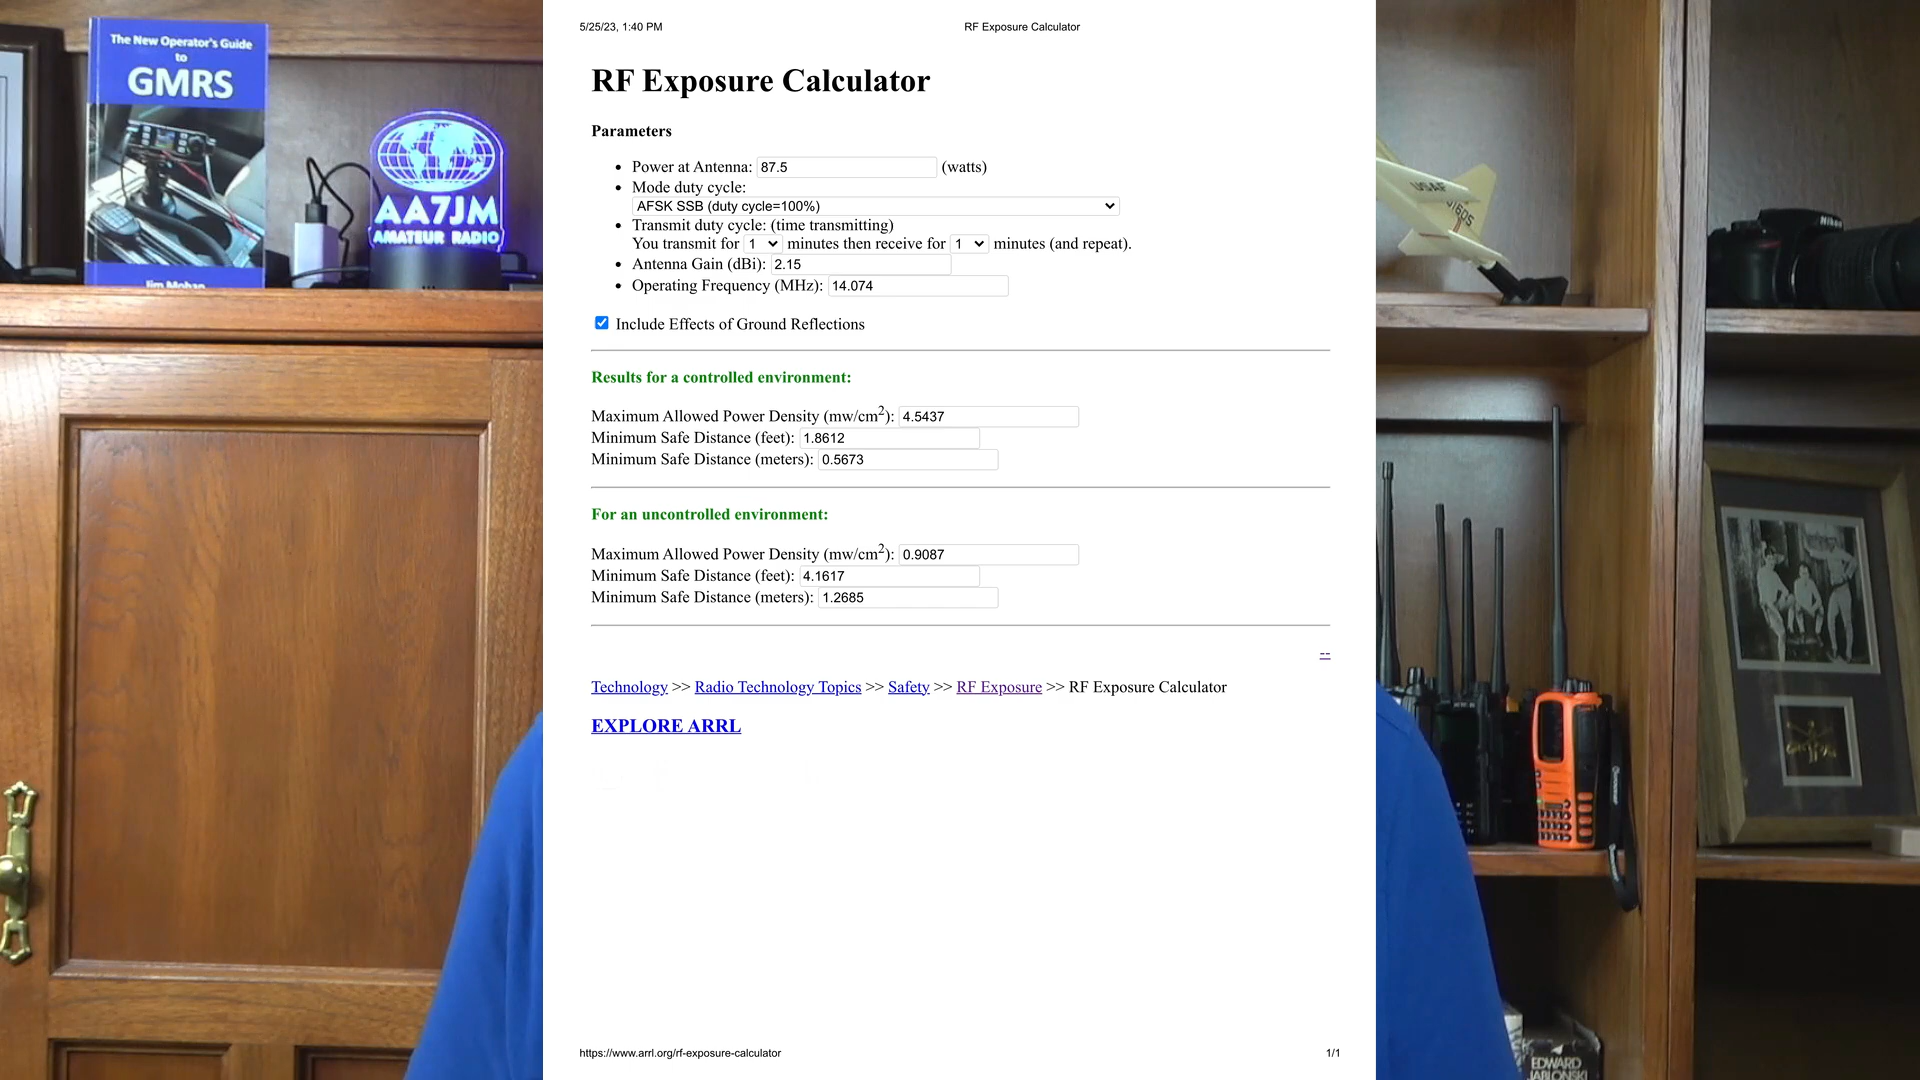 The New Operator's Guide
to
GMRS
Jim Mohan
AA7JM
AMATEUR RADIO
5/25/23, 1:40 PM
RF Exposure Calculator
RF Exposure Calculator
Parameters
• Power at Antenna: 87.5 (watts)
• Mode duty cycle:
AFSK SSB (duty cycle=100%)
• Transmit duty cycle: (time transmitting)
You transmit for 1 minutes then receive for 1 minutes (and repeat).
• Antenna Gain (dBi): 2.15
• Operating Frequency (MHz): 14.074
Include Effects of Ground Reflections
Results for a controlled environment:
Maximum Allowed Power Density (mw/cm²): 4.5437
Minimum Safe Distance (feet): 1.8612
Minimum Safe Distance (meters): 0.5673
For an uncontrolled environment:
Maximum Allowed Power Density (mw/cm²): 0.9087
Minimum Safe Distance (feet): 4.1617
Minimum Safe Distance (meters): 1.2685
--
Technology >> Radio Technology Topics >> Safety >> RF Exposure >> RF Exposure Calculator
EXPLORE ARRL
https://www.arrl.org/rf-exposure-calculator
1/1
USAF
01605
EDWARD
JABLONSKI